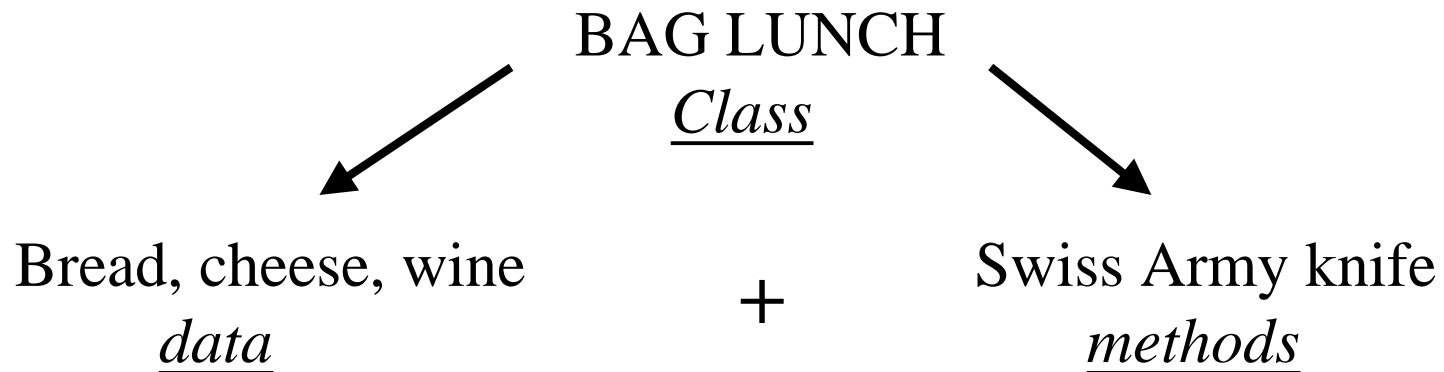 BAG LUNCH
Class
Bread, cheese, wine
data
+
Swiss Army knife
methods